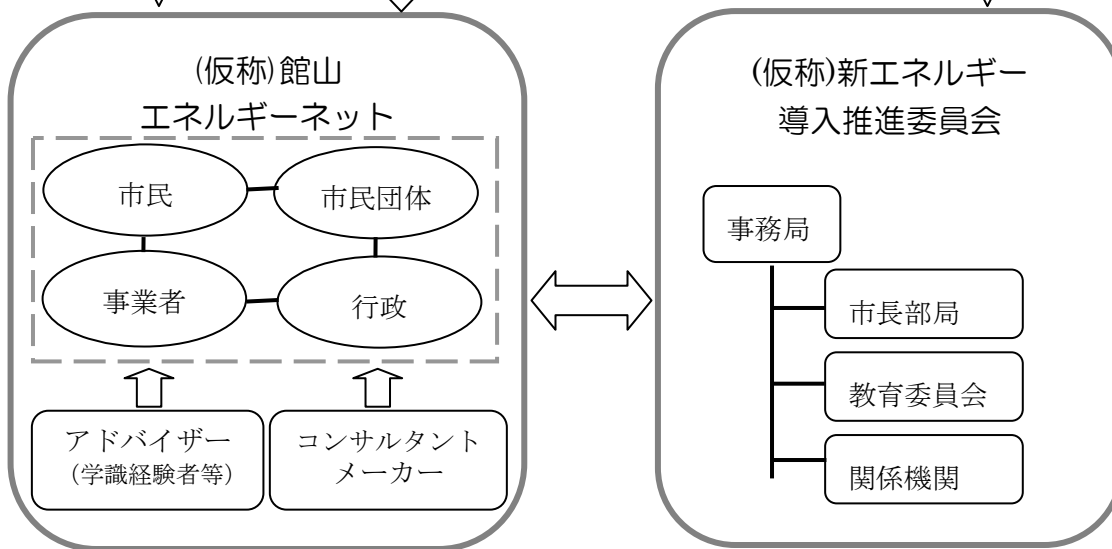 (仮称)館山
エネルギーネット
市民
市民団体
事業者
行政
アドバイザー
(学識経験者等)
コンサルタント
メーカー
(仮称)新エネルギー
導入推進委員会
事務局
市長部局
教育委員会
関係機関